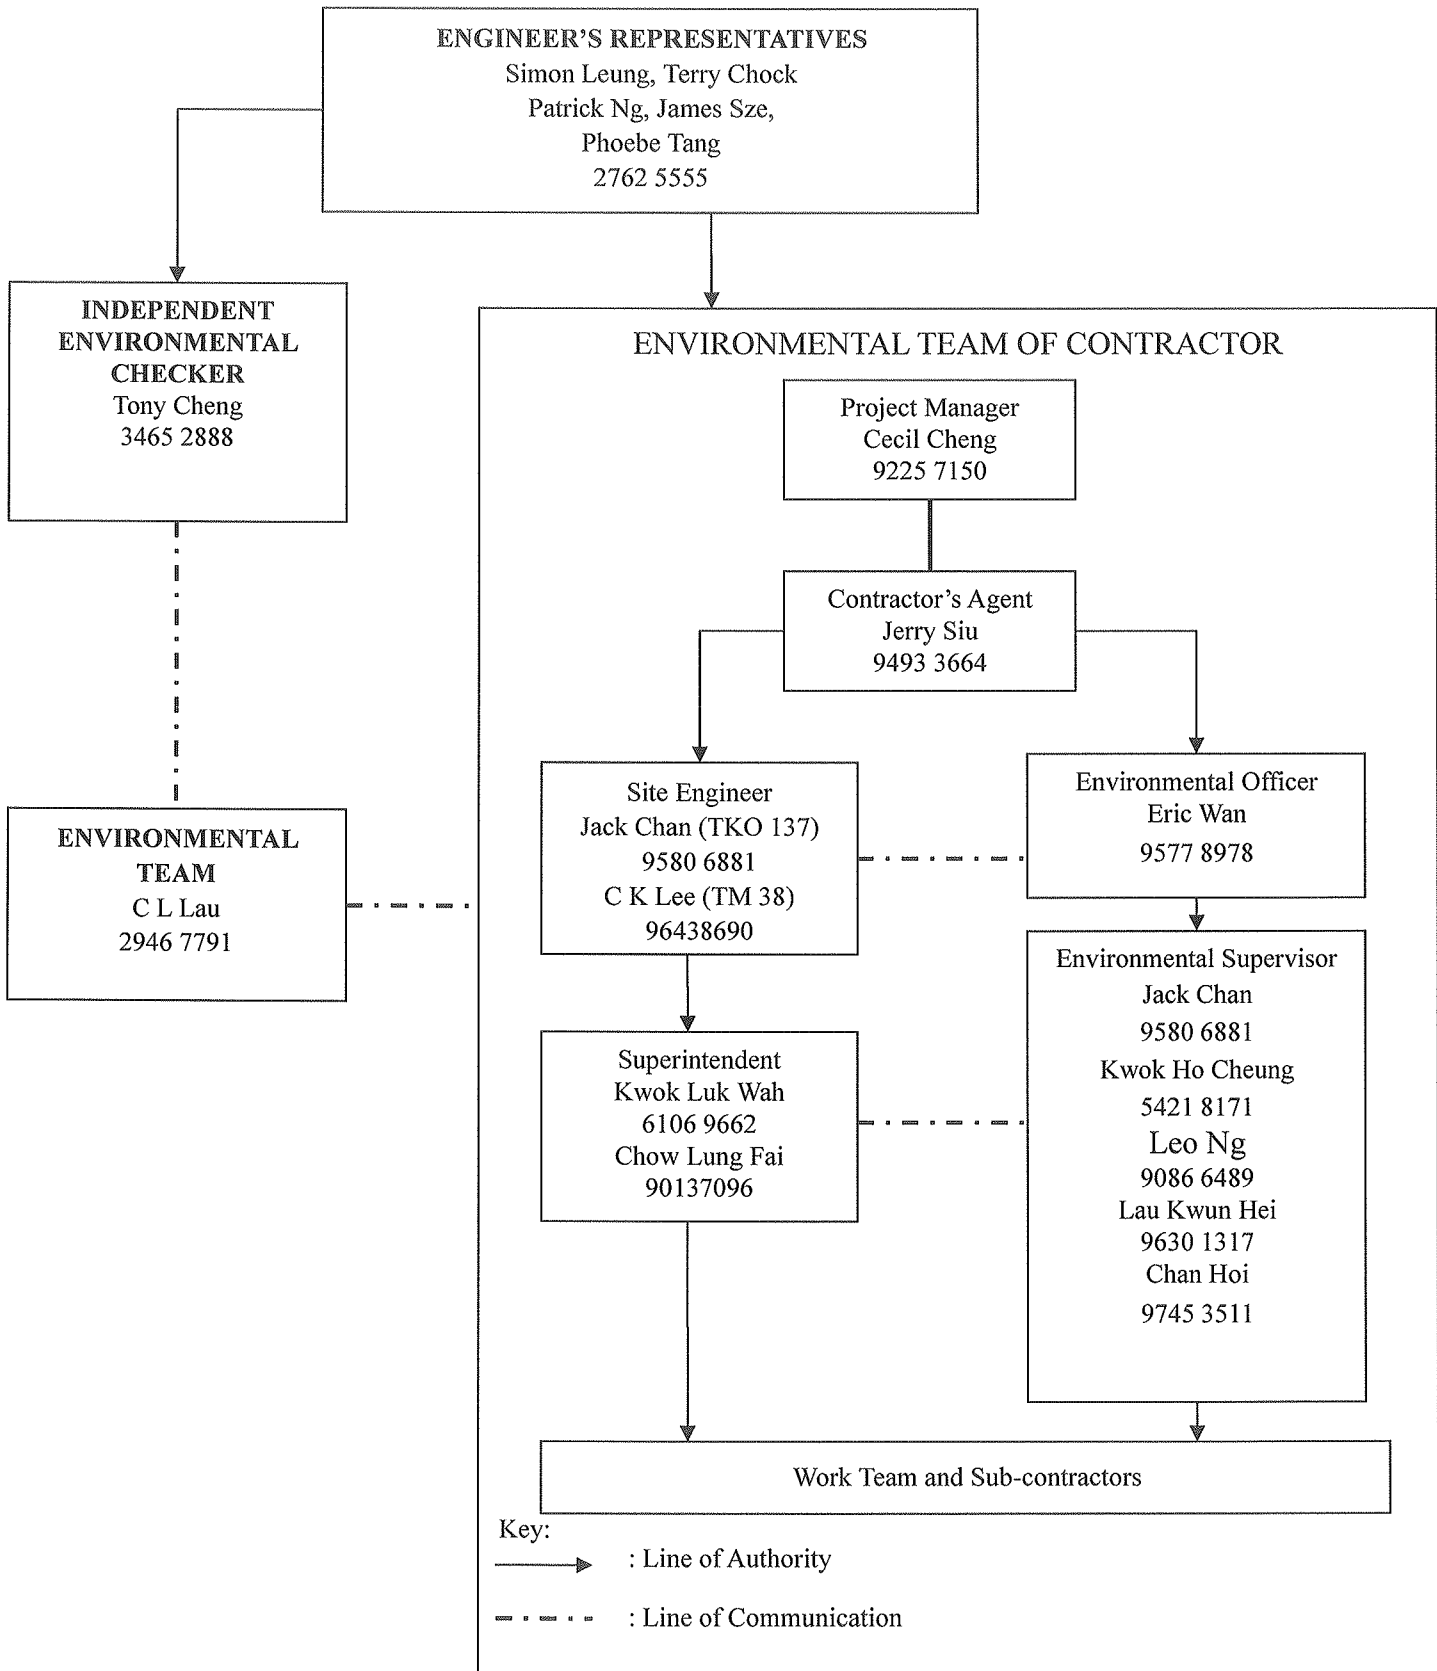 ENGINEER'S REPRESENTATIVES
Simon Leung, Terry Chock
Patrick Ng, James Sze,
Phoebe Tang
2762 5555
INDEPENDENT
ENVIRONMENTAL
CHECKER
Tony Cheng
3465 2888
ENVIRONMENTAL
TEAM
C L Lau
2946 7791
ENVIRONMENTAL TEAM OF CONTRACTOR
Project Manager
Cecil Cheng
9225 7150
Contractor's Agent
Jerry Siu
9493 3664
Site Engineer
Jack Chan (TKO 137)
9580 6881
C K Lee (TM 38)
96438690
Environmental Officer
Eric Wan
9577 8978
Superintendent
Kwok Luk Wah
6106 9662
Chow Lung Fai
90137096
Environmental Supervisor
Jack Chan
9580 6881
Kwok Ho Cheung
5421 8171
Leo Ng
9086 6489
Lau Kwun Hei
9630 1317
Chan Hoi
9745 3511
Work Team and Sub-contractors
Key:
: Line of Authority
: Line of Communication